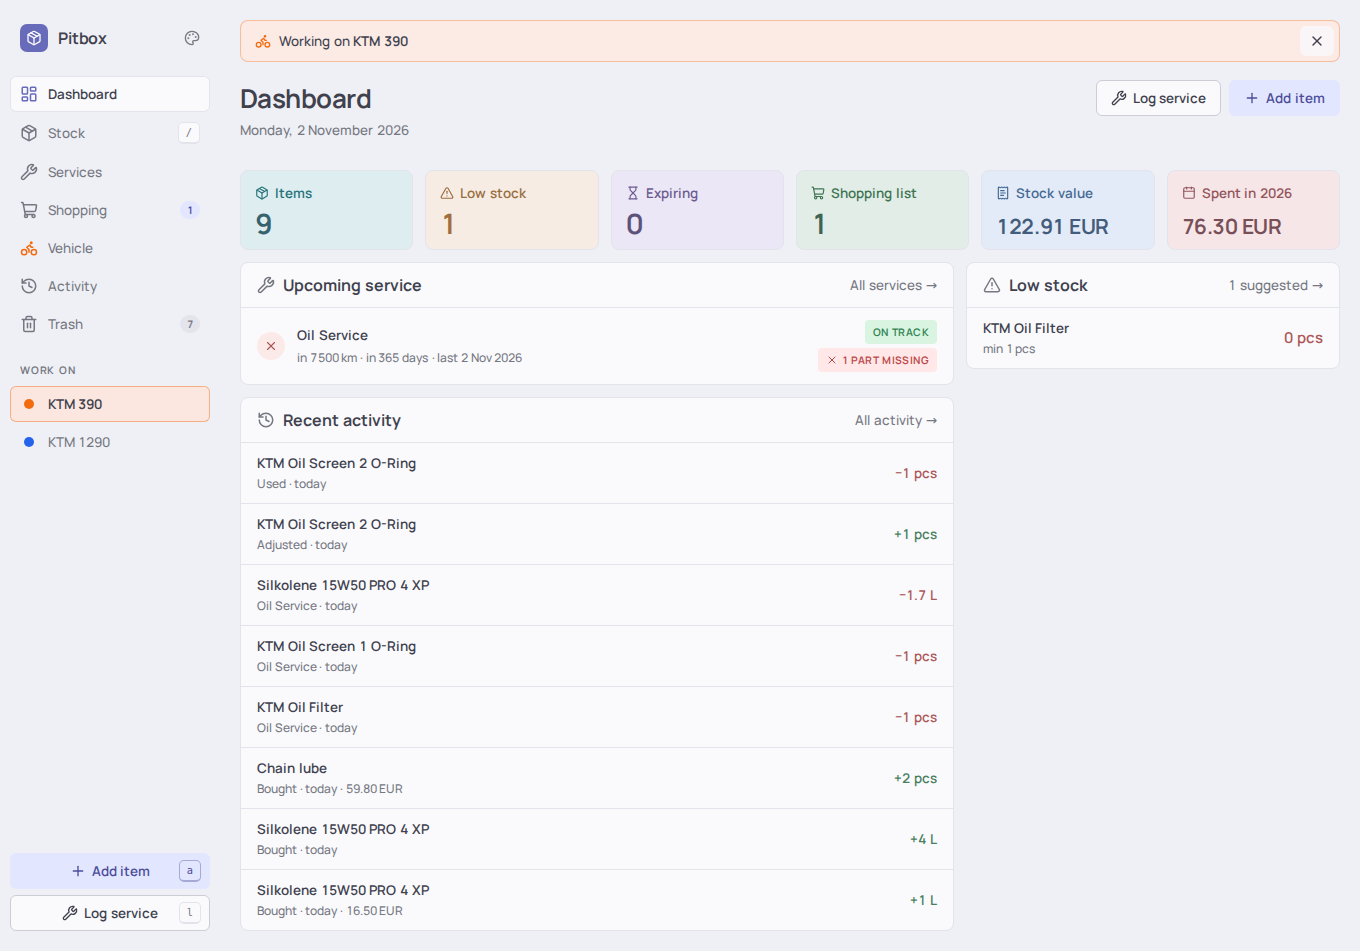 Pitbox
Dashboard
Stock /
Services
Shopping 1
Vehicle
Activity
Trash 7
WORK ON
KTM 390
KTM 1290
Add item a
Log service l
Working on KTM 390
Dashboard
Monday, 2 November 2026
Log service
Add item
Items
9
Low stock
1
Expiring
0
Shopping list
1
Stock value
122.91 EUR
Spent in 2026
76.30 EUR
Upcoming service
All services →
Oil Service
in 7 500 km · in 365 days · last 2 Nov 2026
ON TRACK
1 PART MISSING
Low stock
1 suggested →
KTM Oil Filter
min 1 pcs
0 pcs
Recent activity
All activity →
KTM Oil Screen 2 O-Ring
Used · today
−1 pcs
KTM Oil Screen 2 O-Ring
Adjusted · today
+1 pcs
Silkolene 15W50 PRO 4 XP
Oil Service · today
−1.7 L
KTM Oil Screen 1 O-Ring
Oil Service · today
−1 pcs
KTM Oil Filter
Oil Service · today
−1 pcs
Chain lube
Bought · today · 59.80 EUR
+2 pcs
Silkolene 15W50 PRO 4 XP
Bought · today
+4 L
Silkolene 15W50 PRO 4 XP
Bought · today · 16.50 EUR
+1 L